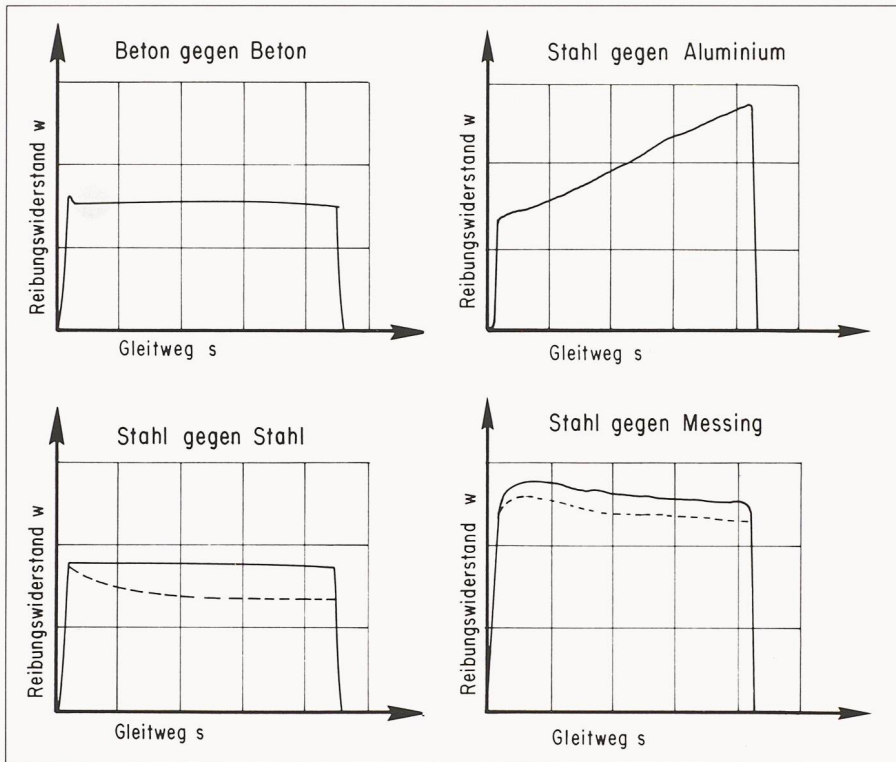 Beton gegen Beton
Reibungswiderstand w
Gleitweg s
Stahl gegen Aluminium
Reibungswiderstand w
Gleitweg s
Stahl gegen Stahl
Reibungswiderstand w
Gleitweg s
Stahl gegen Messing
Reibungswiderstand w
Gleitweg s